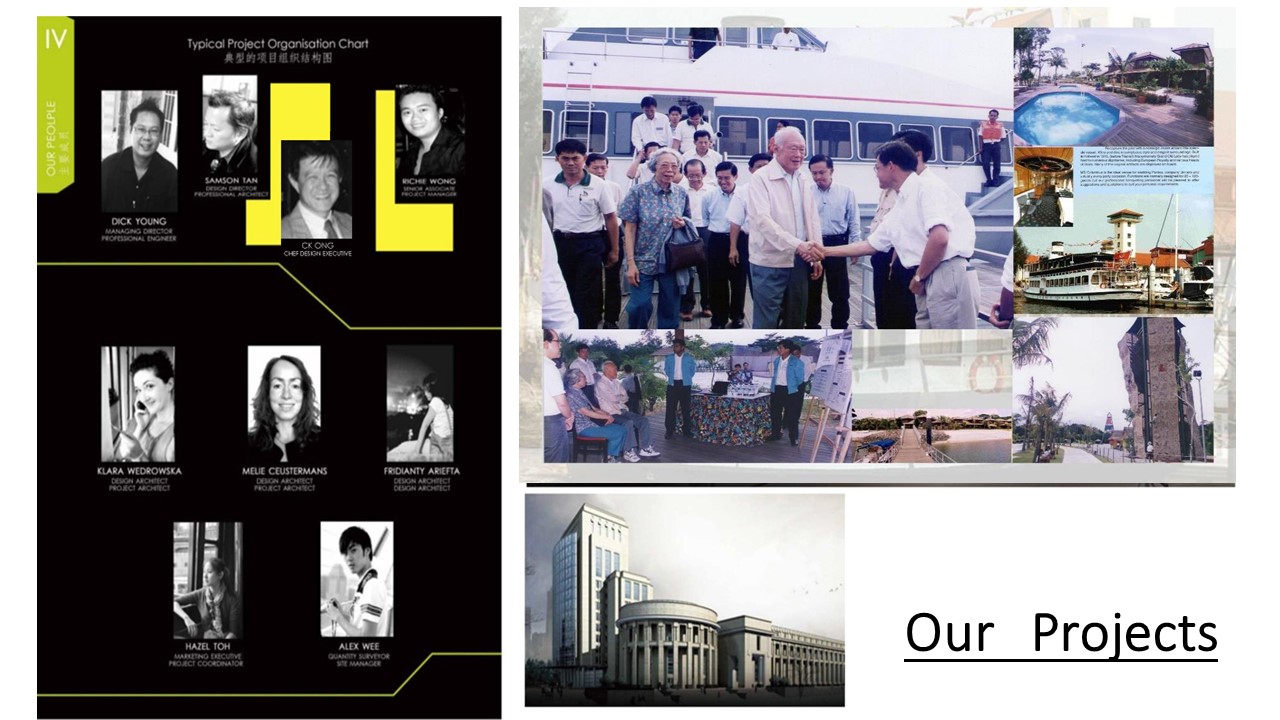 IV
OUR PEOLPLE
Typical Project Organisation Chart
典型的项目组织结构图
DICK YOUNG
MANAGING DIRECTOR
PROFESSIONAL ENGINEER
SAMSON TAN
DESIGN DIRECTOR
PROFESSIONAL ARCHITECT
CK ONG
CHEF DESIGN EXECUTIVE
RICHIE WONG
SENIOR ASSOCIATE
PROJECT MANAGER
KLARA WEDROWSKA
DESIGN ARCHITECT
PROJECT ARCHITECT
MELIE CEUSTERMANS
DESIGN ARCHITECT
PROJECT ARCHITECT
FRIDIANTY ARIEFTA
DESIGN ARCHITECT
DESIGN ARCHITECT
HAZEL TOH
MARKETING EXECUTIVE
PROJECT COORDINATOR
ALEX WEE
QUANTITY SURVEYOR
SITE MANAGER
Our Projects